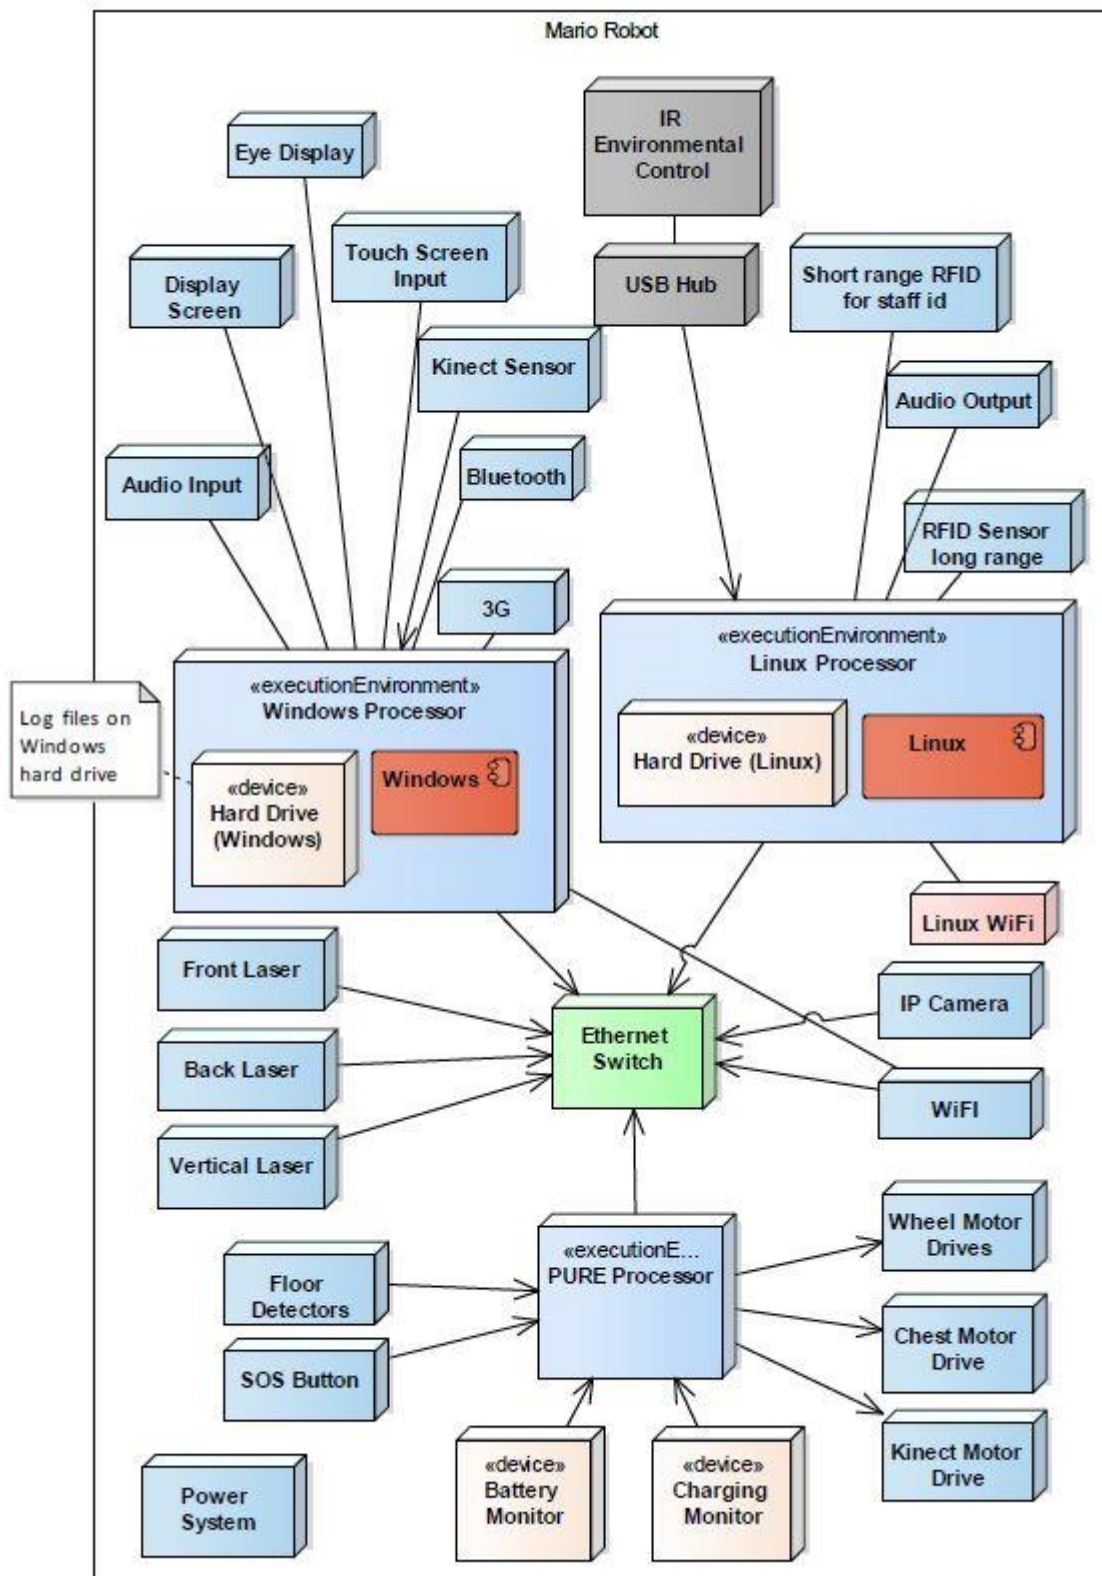 Mario Robot
IR
Environmental
Control
Eye Display
Touch Screen
Input
Display
Screen
USB Hub
Short range RFID
for staff id
Kinect Sensor
Audio Output
Audio Input
Bluetooth
RFID Sensor
long range
3G
«executionEnvironment»
Linux Processor
«device»
Hard Drive (Linux)
Linux
«executionEnvironment»
Windows Processor
«device»
Hard Drive
(Windows)
Windows
Log files on
Windows
hard drive
Linux WiFi
Front Laser
IP Camera
Ethernet
Switch
Back Laser
WiFI
Vertical Laser
Wheel Motor
Drives
«executionE...
PURE Processor
Floor
Detectors
Chest Motor
Drive
SOS Button
Kinect Motor
Drive
«device»
Battery
Monitor
«device»
Charging
Monitor
Power
System